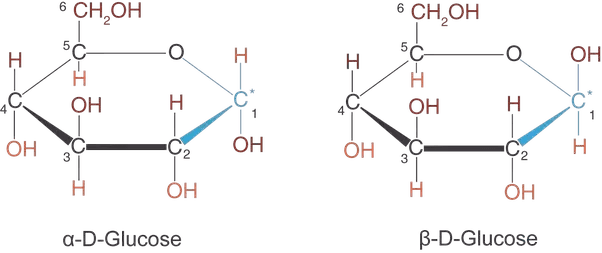 6 CH2OH 6 CH2OH
H 5 C O H H 5 C O OH
H H
4 C OH H C* 1 4 C OH H C* 1
OH C 3 C 2 OH OH C 3 C 2 H
H OH H OH
α-D-Glucose β-D-Glucose